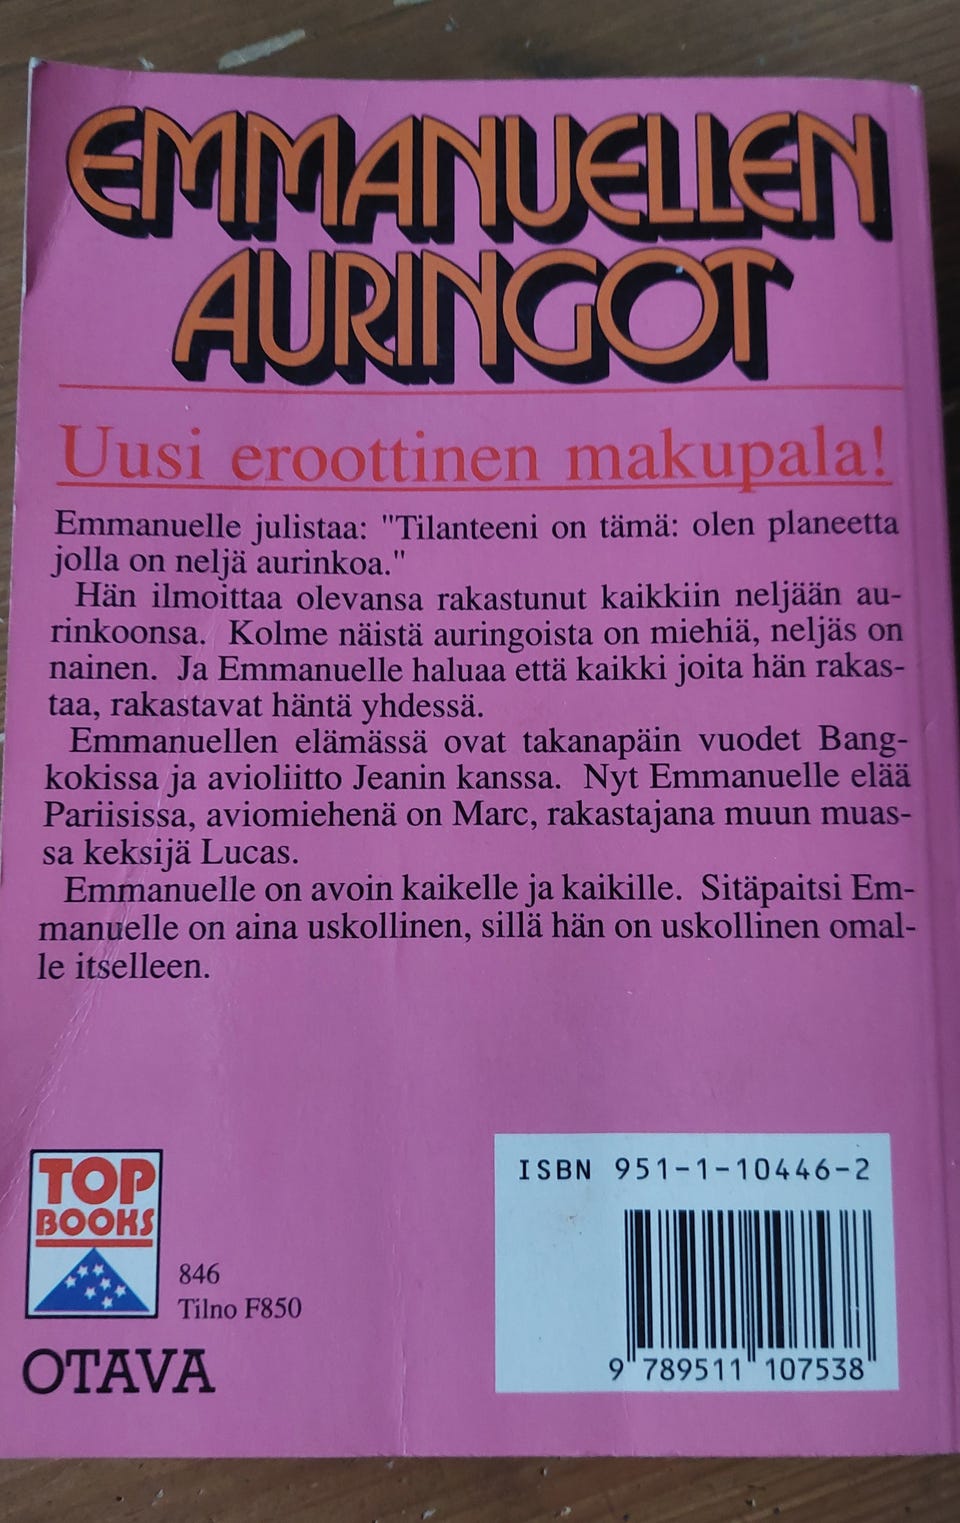 EMMANUELLEN
AURINGOT
Uusi eroottinen makupala!
Emmanuelle julistaa: "Tilanteeni on tämä: olen planeetta
jolla on neljä aurinkoa."
Hän ilmoittaa olevansa rakastunut kaikkiin neljään au-
rinkoonsa. Kolme näistä auringoista on miehiä, neljäs on
nainen. Ja Emmanuelle haluaa että kaikki joita hän rakas-
taa, rakastavat häntä yhdessä.
Emmanuellen elämässä ovat takanapäin vuodet Bang-
kokissa ja avioliitto Jeanin kanssa. Nyt Emmanuelle elää
Pariisissa, aviomiehenä on Marc, rakastajana muun muas-
sa keksijä Lucas.
Emmanuelle on avoin kaikelle ja kaikille. Sitäpaitsi Em-
manuelle on aina uskollinen, sillä hän on uskollinen omal-
le itselleen.
TOP
BOOKS
846
Tilno F850
OTAVA
ISBN 951-1-10446-2
9 789511 107538